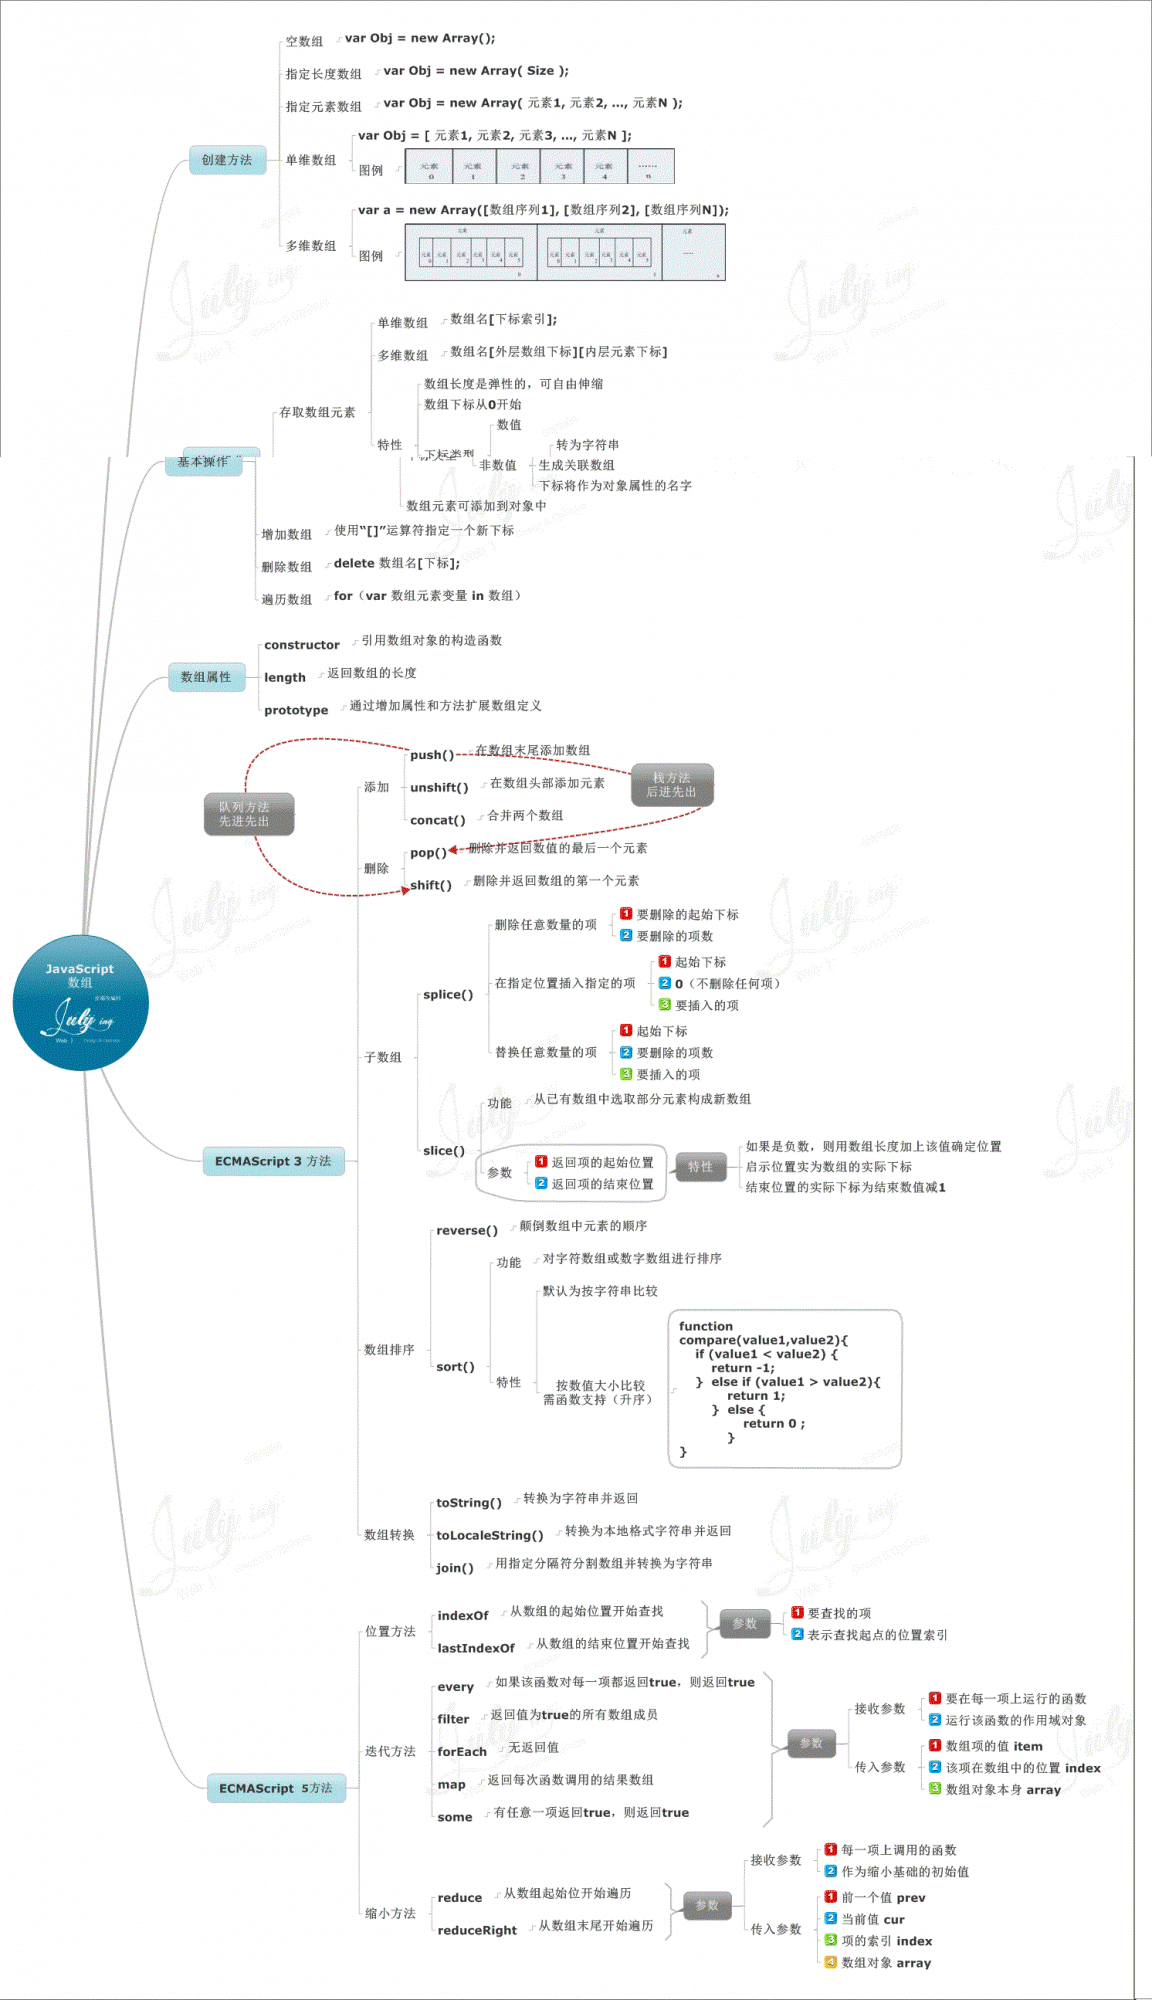 空数组
var Obj = new Array();
指定长度数组
var Obj = new Array( Size );
指定元素数组
var Obj = new Array( 元素1, 元素2, ..., 元素N );
创建方法
单维数组
var Obj = [ 元素1, 元素2, 元素3, ..., 元素N ];
图例
元素 元素 元素 元素 元素 ......
0 1 2 3 4 n
多维数组
var a = new Array([数组序列1], [数组序列2], [数组序列N]);
图例
元素 元素 元素
元素 元素 元素 元素 元素 元素 元素 元素 元素 元素 元素 元素
0 1 2 3 4 5 0 1 2 3 4 5
0 1 n
存取数组元素
单维数组
数组名[下标索引];
多维数组
数组名[外层数组下标][内层元素下标]
特性
数组长度是弹性的，可自由伸缩
数组下标从0开始
下标类型
数值
非数值
转为字符串
生成关联数组
下标将作为对象属性的名字
数组元素可添加到对象中
基本操作
增加数组
使用“[]”运算符指定一个新下标
删除数组
delete 数组名[下标];
遍历数组
for（var 数组元素变量 in 数组）
数组属性
constructor
引用数组对象的构造函数
length
返回数组的长度
prototype
通过增加属性和方法扩展数组定义
JavaScript
数组
July ing
Web
ECMAScript 3 方法
添加
push()
在数组末尾添加数组
unshift()
在数组头部添加元素
concat()
合并两个数组
栈方法
后进先出
队列方法
先进先出
删除
pop()
删除并返回数值的最后一个元素
shift()
删除并返回数组的第一个元素
子数组
splice()
删除任意数量的项
1 要删除的起始下标
2 要删除的项数
在指定位置插入指定的项
1 起始下标
2 0（不删除任何项）
3 要插入的项
替换任意数量的项
1 起始下标
2 要删除的项数
3 要插入的项
slice()
功能
从已有数组中选取部分元素构成新数组
参数
1 返回项的起始位置
2 返回项的结束位置
特性
如果是负数，则用数组长度加上该值确定位置
启示位置实为数组的实际下标
结束位置的实际下标为结束数值减1
数组排序
reverse()
颠倒数组中元素的顺序
sort()
功能
对字符数组或数字数组进行排序
特性
默认为按字符串比较
按数值大小比较
需函数支持（升序）
function
compare(value1,value2){
if (value1 < value2) {
return -1;
} else if (value1 > value2){
return 1;
} else {
return 0 ;
}
}
数组转换
toString()
转换为字符串并返回
toLocaleString()
转换为本地格式字符串并返回
join()
用指定分隔符分割数组并转换为字符串
ECMAScript 5方法
位置方法
indexOf
从数组的起始位置开始查找
lastIndexOf
从数组的结束位置开始查找
参数
1 要查找的项
2 表示查找起点的位置索引
迭代方法
every
如果该函数对每一项都返回true，则返回true
filter
返回值为true的所有数组成员
forEach
无返回值
map
返回每次函数调用的结果数组
some
有任意一项返回true，则返回true
参数
接收参数
1 要在每一项上运行的函数
2 运行该函数的作用域对象
传入参数
1 数组项的值 item
2 该项在数组中的位置 index
3 数组对象本身 array
缩小方法
reduce
从数组起始位开始遍历
reduceRight
从数组末尾开始遍历
参数
接收参数
1 每一项上调用的函数
2 作为缩小基础的初始值
传入参数
1 前一个值 prev
2 当前值 cur
3 项的索引 index
4 数组对象 array